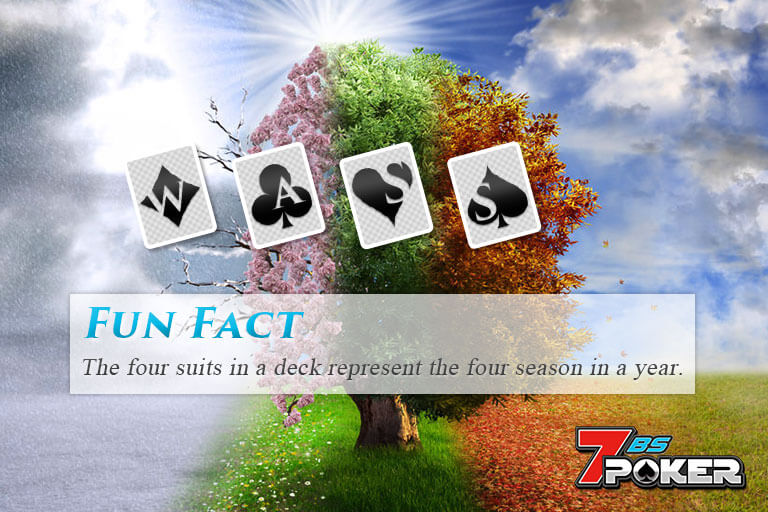 W A S S
FUN FACT
The four suits in a deck represent the four season in a year.
7BS POKER